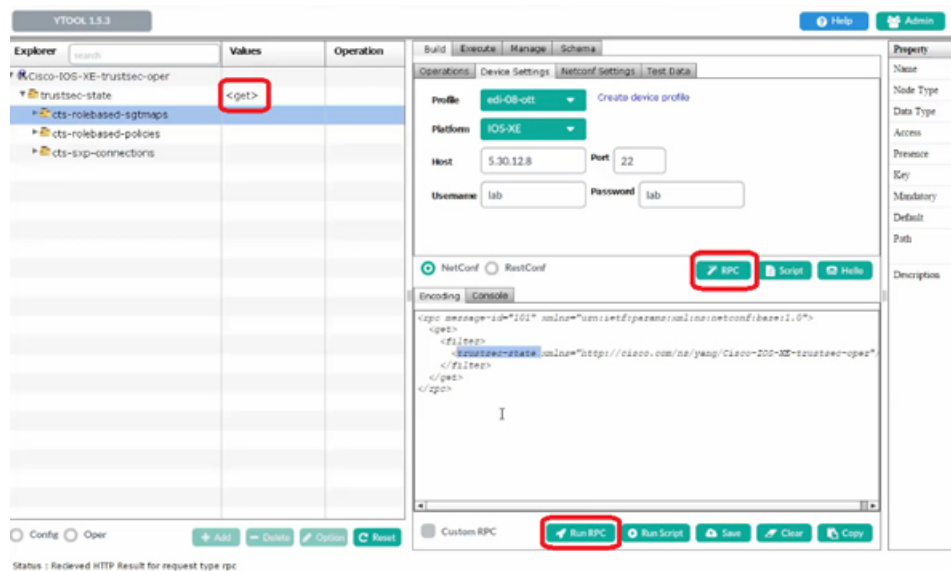 YTOOL 1.5.3
Help
Admin
Explorer
search
Values
Operation
Cisco-IOS-XE-trustsec-oper
trustsec-state
<get>
cts-rolebased-sgtmaps
cts-rolebased-policies
cts-sxp-connections
Config
Oper
+ Add
Delete
Option
Reset
Build
Execute
Manage
Schema
Operations
Device Settings
Netconf Settings
Test Data
Profile
edi-08-ott
Create device profile
Platform
IOS-XE
Host
5.30.12.8
Port
22
Username
lab
Password
lab
NetConf
RestConf
RPC
Script
Hello
Encoding
Console
<rpc message-id="101" xmlns="urn:ietf:params:xml:ns:netconf:base:1.0">
<get>
<filter>
<trustsec-state xmlns="http://cisco.com/ns/yang/Cisco-IOS-XE-trustsec-oper"/
</filter>
</get>
</rpc>
Custom RPC
Run RPC
Run Script
Save
Clear
Copy
Property
Name
Node Type
Data Type
Access
Presence
Key
Mandatory
Default
Path
Description
Status : Recieved HTTP Result for request type rpc